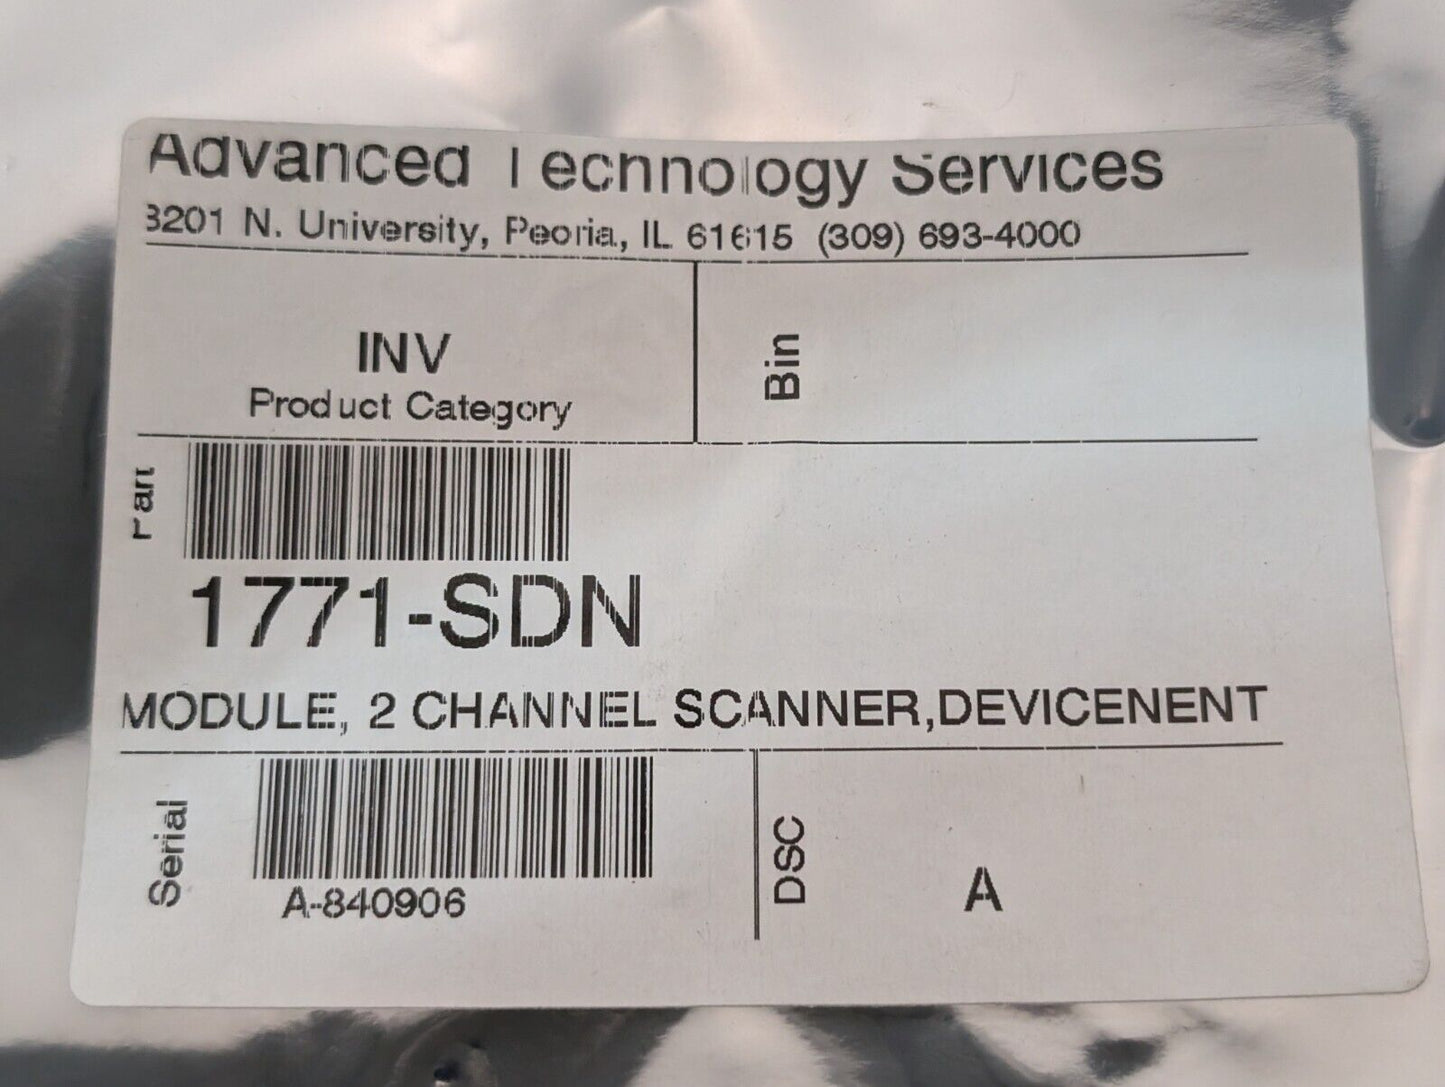 Advanced Technology Services
3201 N. University, Peoria, IL 61615 (309) 693-4000
INV
Product Category
Bin
Part
1771-SDN
MODULE, 2 CHANNEL SCANNER,DEVICENENT
Serial
A-840906
DSC
A